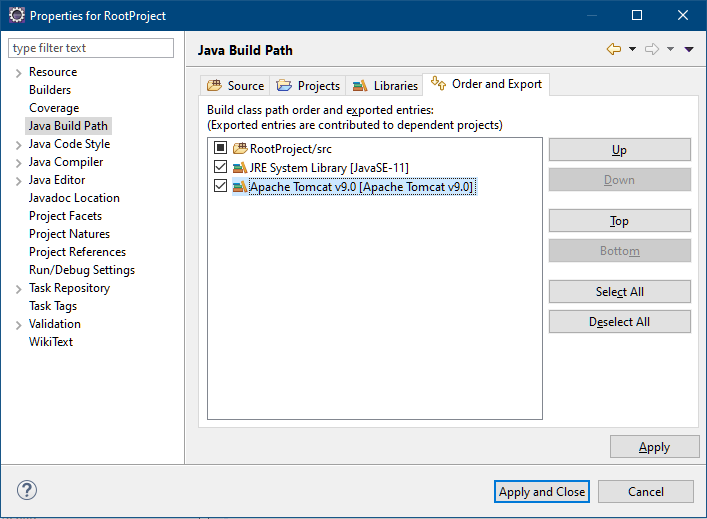 Properties for RootProject
type filter text
Resource
Builders
Coverage
Java Build Path
Java Code Style
Java Compiler
Java Editor
Javadoc Location
Project Facets
Project Natures
Project References
Run/Debug Settings
Task Repository
Task Tags
Validation
WikiText
Java Build Path
Source Projects Libraries Order and Export
Build class path order and exported entries:
(Exported entries are contributed to dependent projects)
RootProject/src
JRE System Library [JavaSE-11]
Apache Tomcat v9.0 [Apache Tomcat v9.0]
Up
Down
Top
Bottom
Select All
Deselect All
Apply
?
Apply and Close Cancel